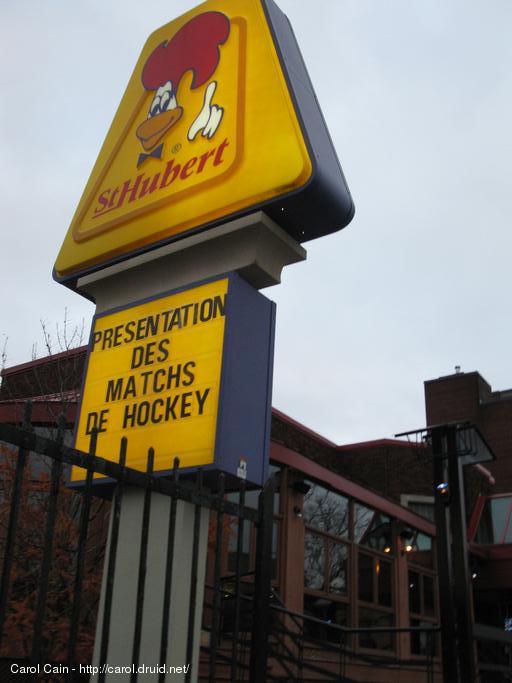 ®
StHubert
PRESENTATION
DES
MATCHS
DE HOCKEY
Carol Cain - http://carol.druid.net/